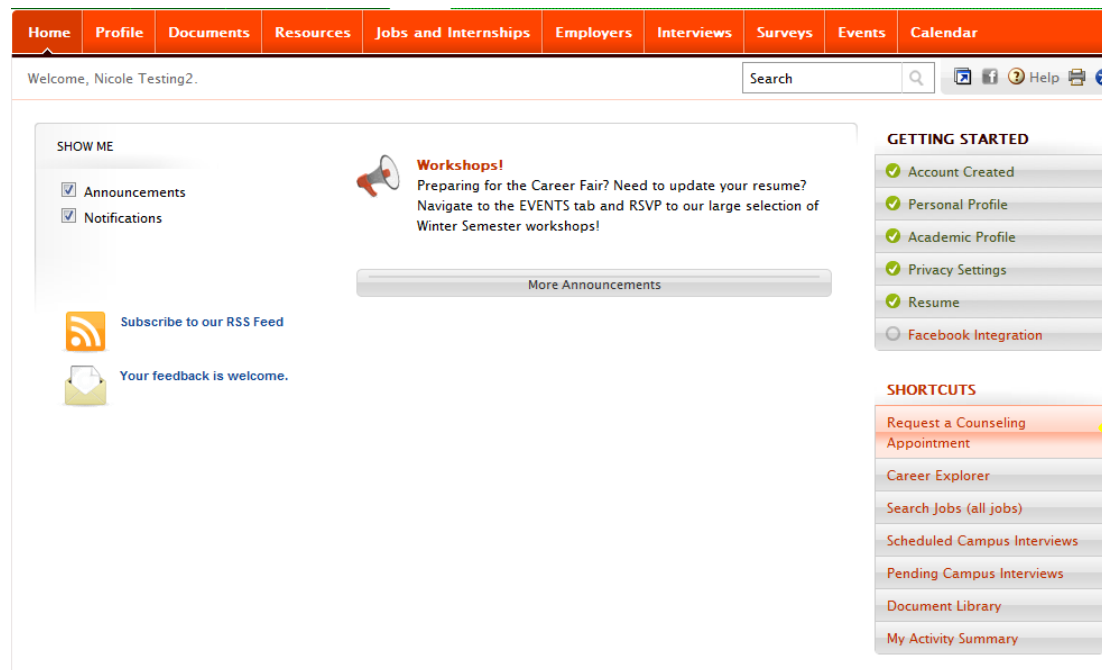 Home Profile Documents Resources Jobs and Internships Employers Interviews Surveys Events Calendar
Welcome, Nicole Testing2.
Search
Help
SHOW ME
Announcements
Notifications
Subscribe to our RSS Feed
Your feedback is welcome.
Workshops!
Preparing for the Career Fair? Need to update your resume?
Navigate to the EVENTS tab and RSVP to our large selection of
Winter Semester workshops!
More Announcements
GETTING STARTED
Account Created
Personal Profile
Academic Profile
Privacy Settings
Resume
Facebook Integration
SHORTCUTS
Request a Counseling
Appointment
Career Explorer
Search Jobs (all jobs)
Scheduled Campus Interviews
Pending Campus Interviews
Document Library
My Activity Summary